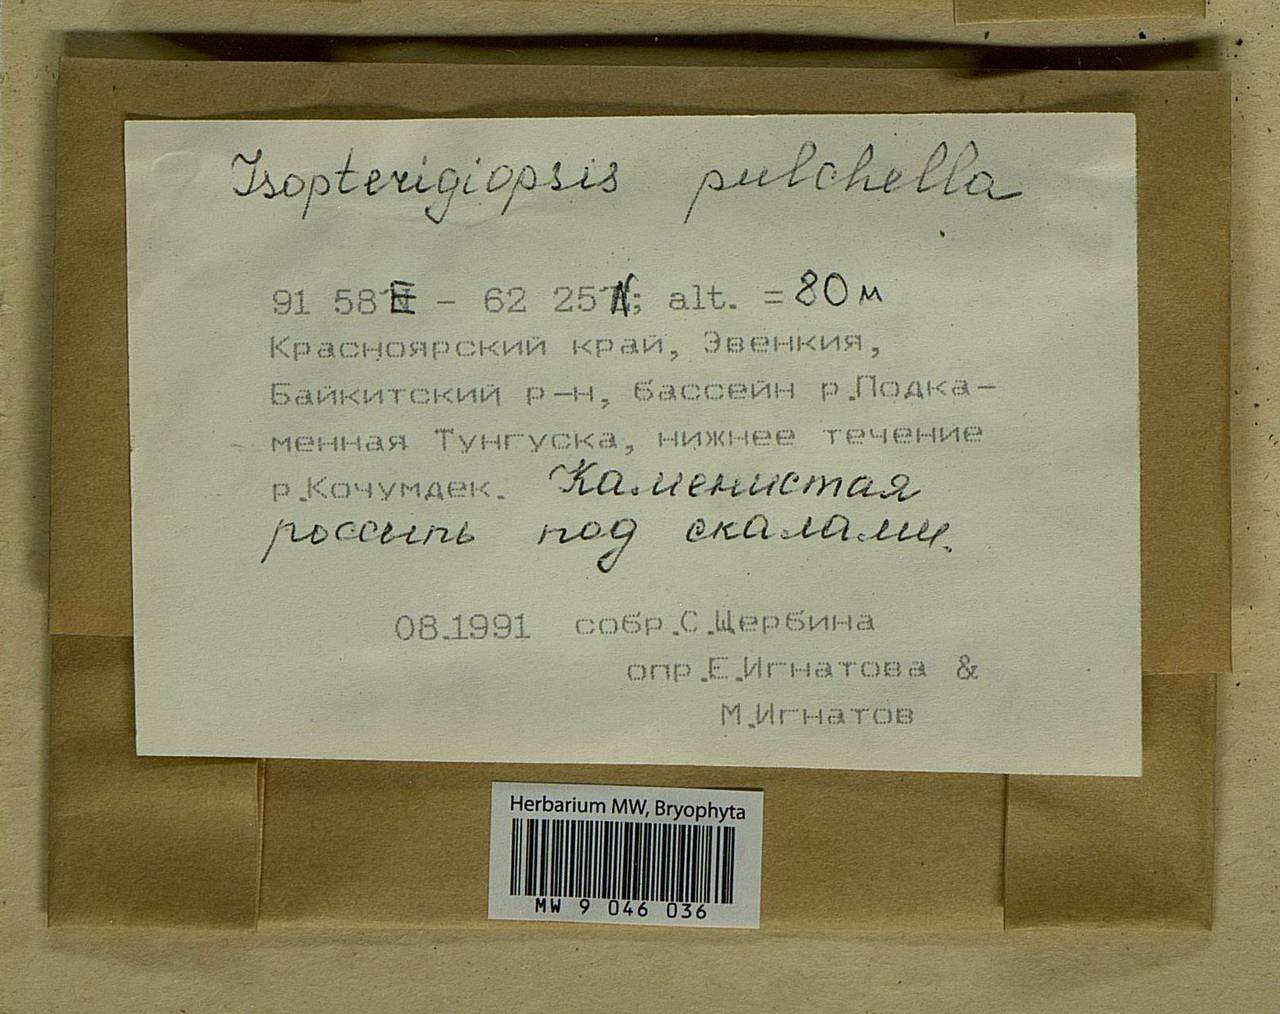 Isopterigiopsis pulchella
91 58'E - 62 25'N; alt. = 80 м
Красноярский край, Эвенкия,
Байкитский р-н, бассейн р.Подка-
менная Тунгуска, нижнее течение
р.Кочумдек. Каменистая
россыпь под скалами.
08.1991 собр.С.Щербина
опр.Е.Игнатова &
М.Игнатов
Herbarium MW, Bryophyta
MW 9 046 036